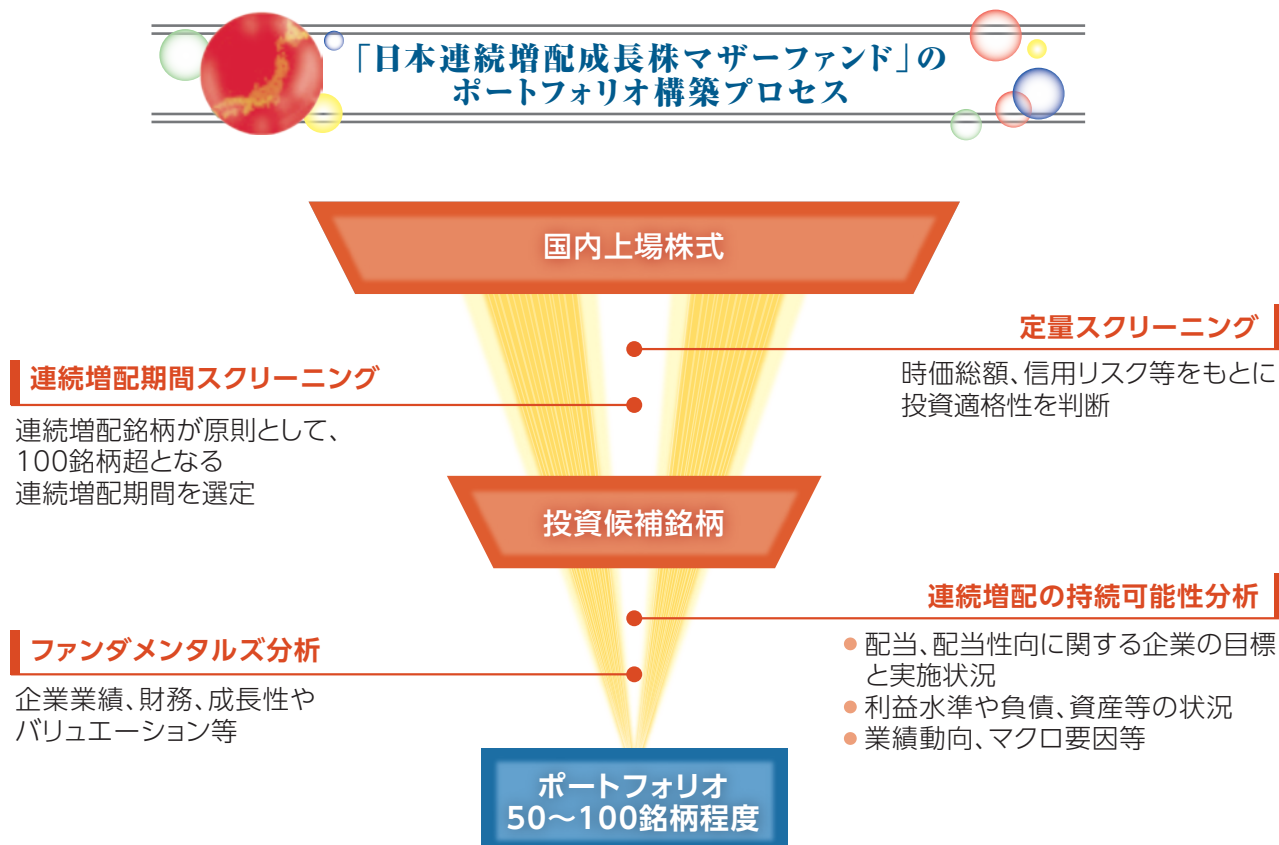 「日本連続増配成長株マザーファンド」の
ポートフォリオ構築プロセス
国内上場株式
定量スクリーニング
時価総額、信用リスク等をもとに
投資適格性を判断
連続増配期間スクリーニング
連続増配銘柄が原則として、
100銘柄超となる
連続増配期間を選定
投資候補銘柄
連続増配の持続可能性分析
● 配当、配当性向に関する企業の目標
と実施状況
● 利益水準や負債、資産等の状況
● 業績動向、マクロ要因等
ファンダメンタルズ分析
企業業績、財務、成長性や
バリュエーション等
ポートフォリオ
50～100銘柄程度